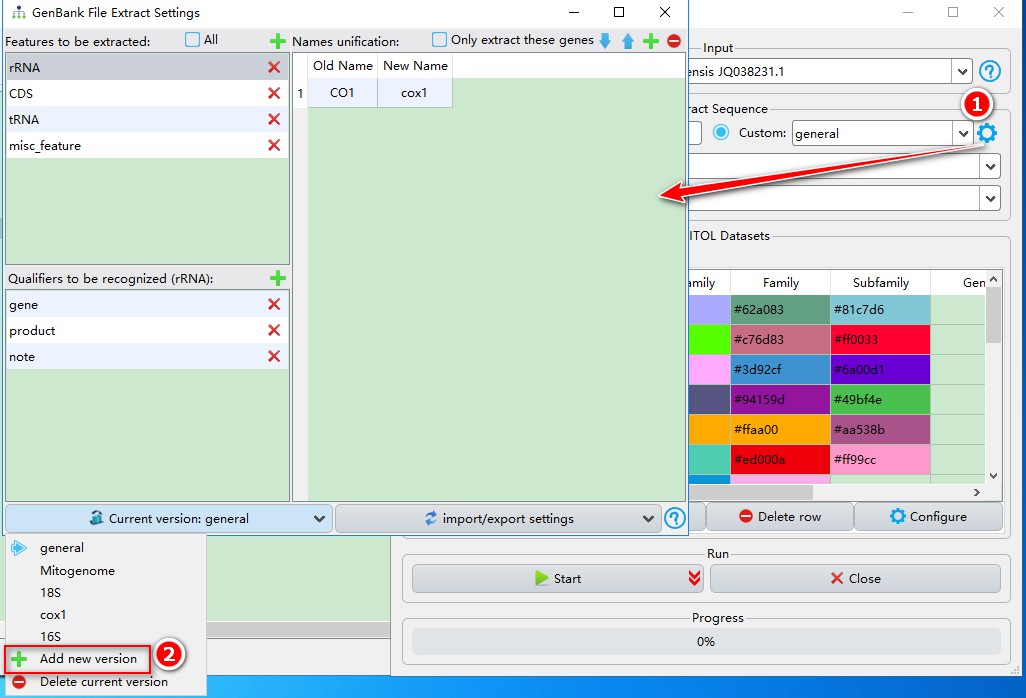 GenBank File Extract Settings
Features to be extracted:
All
rRNA
CDS
tRNA
misc_feature
Qualifiers to be recognized (rRNA):
gene
product
note
Names unification:
Only extract these genes
Old Name New Name
1 CO1 cox1
Current version: general
import/export settings
general
Mitogenome
18S
cox1
16S
Add new version
2
Delete current version
Input
ensis JQ038231.1
1
ract Sequence
Custom: general
ITOL Datasets
amily Family Subfamily Gen
#62a083 #81c7d6
#c76d83 #ff0033
#3d92cf #6a00d1
#94159d #49bf4e
#ffaa00 #aa538b
#ed000a #ff99cc
Delete row
Configure
Run
Start
Close
Progress
0%